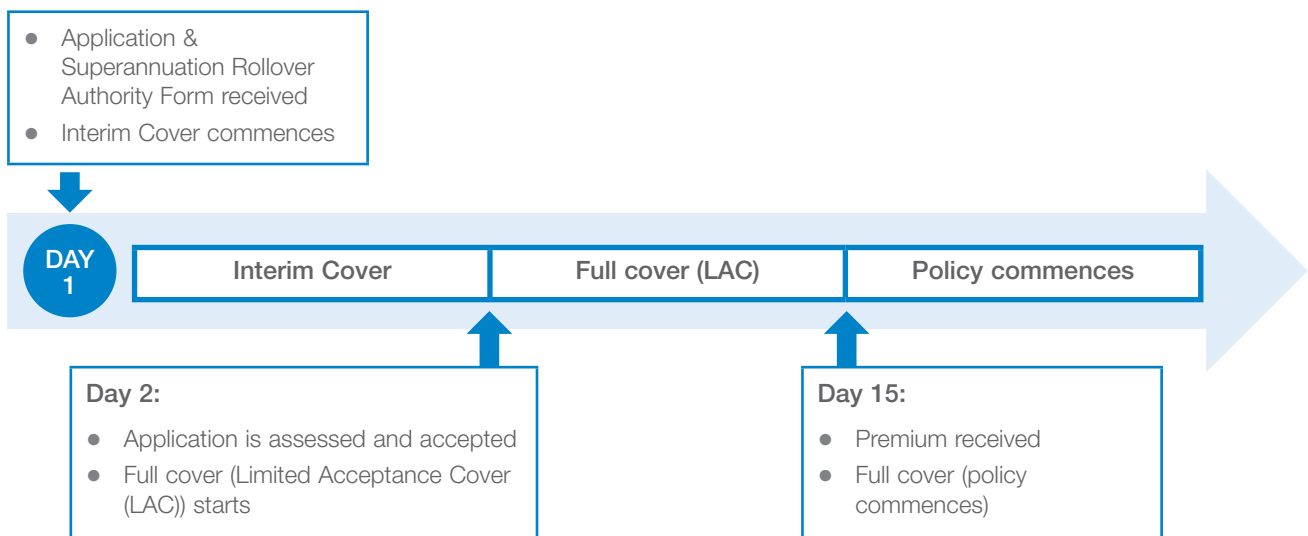 ● Application &
Superannuation Rollover
Authority Form received
● Interim Cover commences
DAY
1
Interim Cover
Full cover (LAC)
Policy commences
Day 2:
● Application is assessed and accepted
● Full cover (Limited Acceptance Cover
(LAC)) starts
Day 15:
● Premium received
● Full cover (policy
commences)